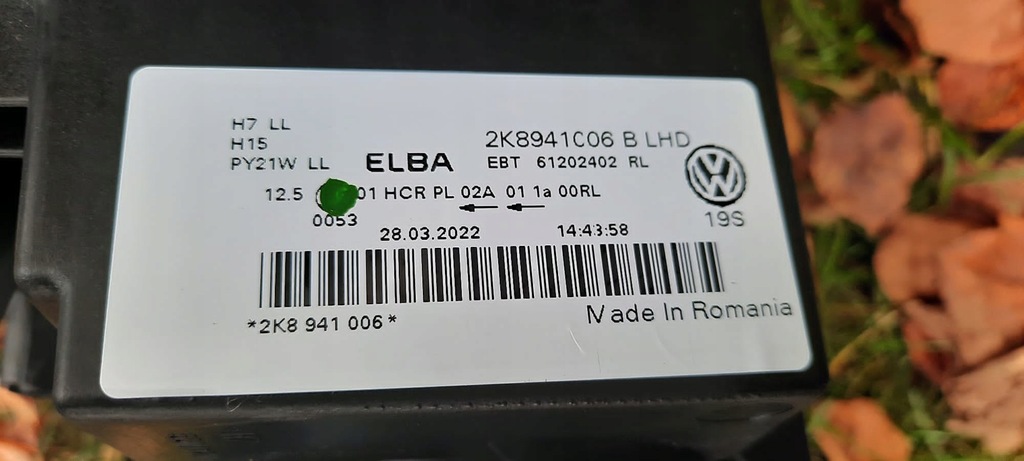 H7 LL
H15
PY21W LL
ELBA
2K8941C06 B LHD
EBT 61202402 RL
12.5 01 HCR PL 02A 01 1a 00RL
0053
19S
28.03.2022 14:43:58
*2K8 941 006*
Made In Romania